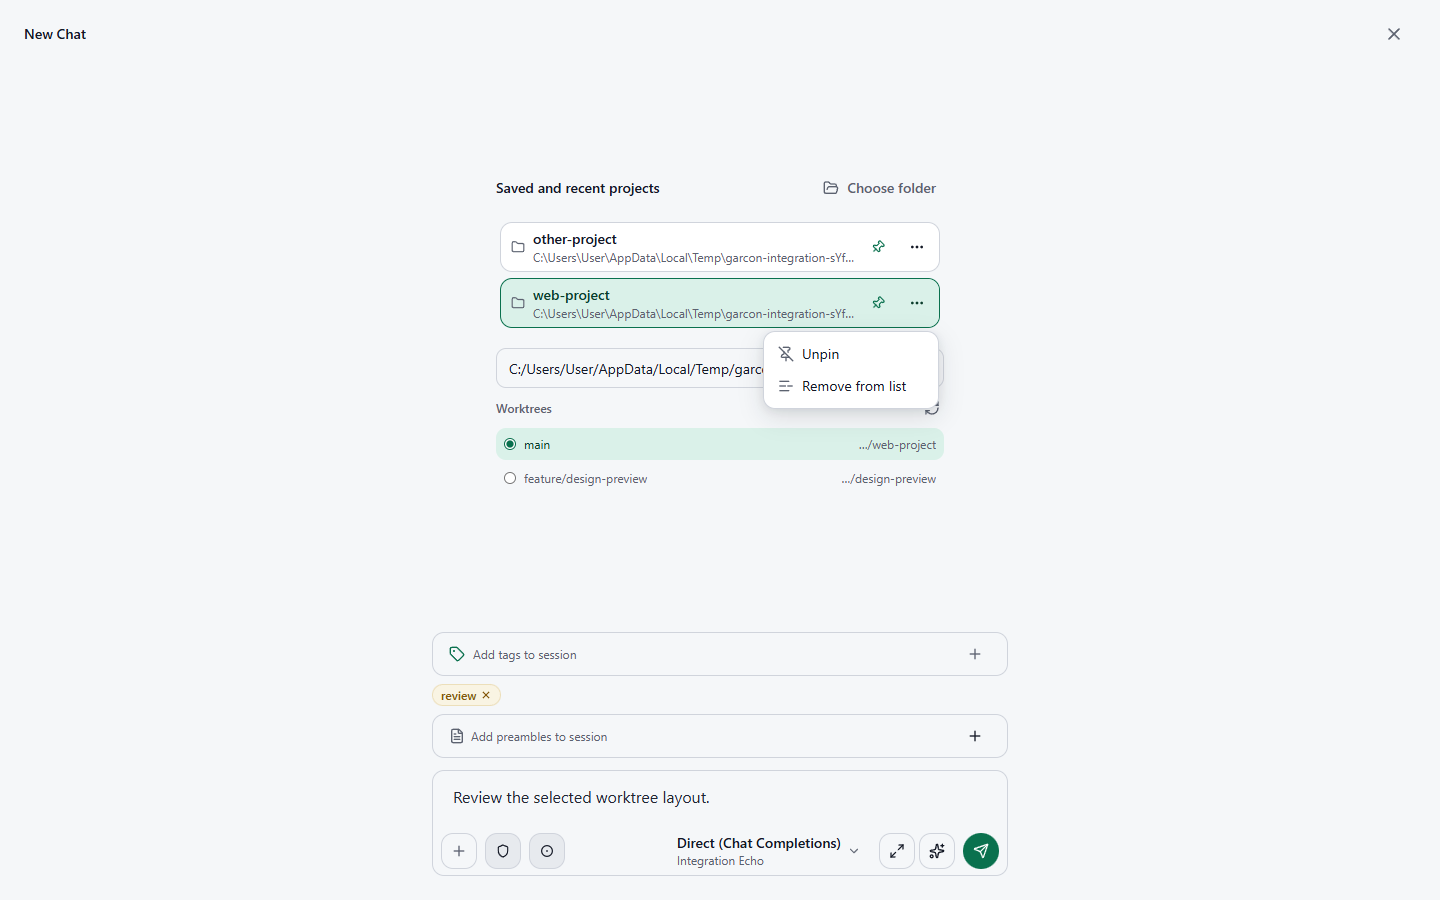 New Chat
Saved and recent projects
Choose folder
other-project
C:\Users\User\AppData\Local\Temp\garcon-integration-sYf...
web-project
C:\Users\User\AppData\Local\Temp\garcon-integration-sYf...
Unpin
Remove from list
C:/Users/User/AppData/Local/Temp/garc
Worktrees
main
.../web-project
feature/design-preview
.../design-preview
Add tags to session
review
Add preambles to session
Review the selected worktree layout.
Direct (Chat Completions)
Integration Echo